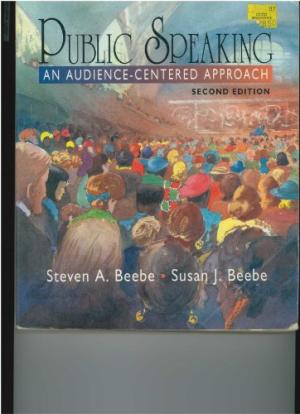 PUBLIC SPEAKING
AN AUDIENCE-CENTERED APPROACH
SECOND EDITION
Steven A. Beebe • Susan J. Beebe